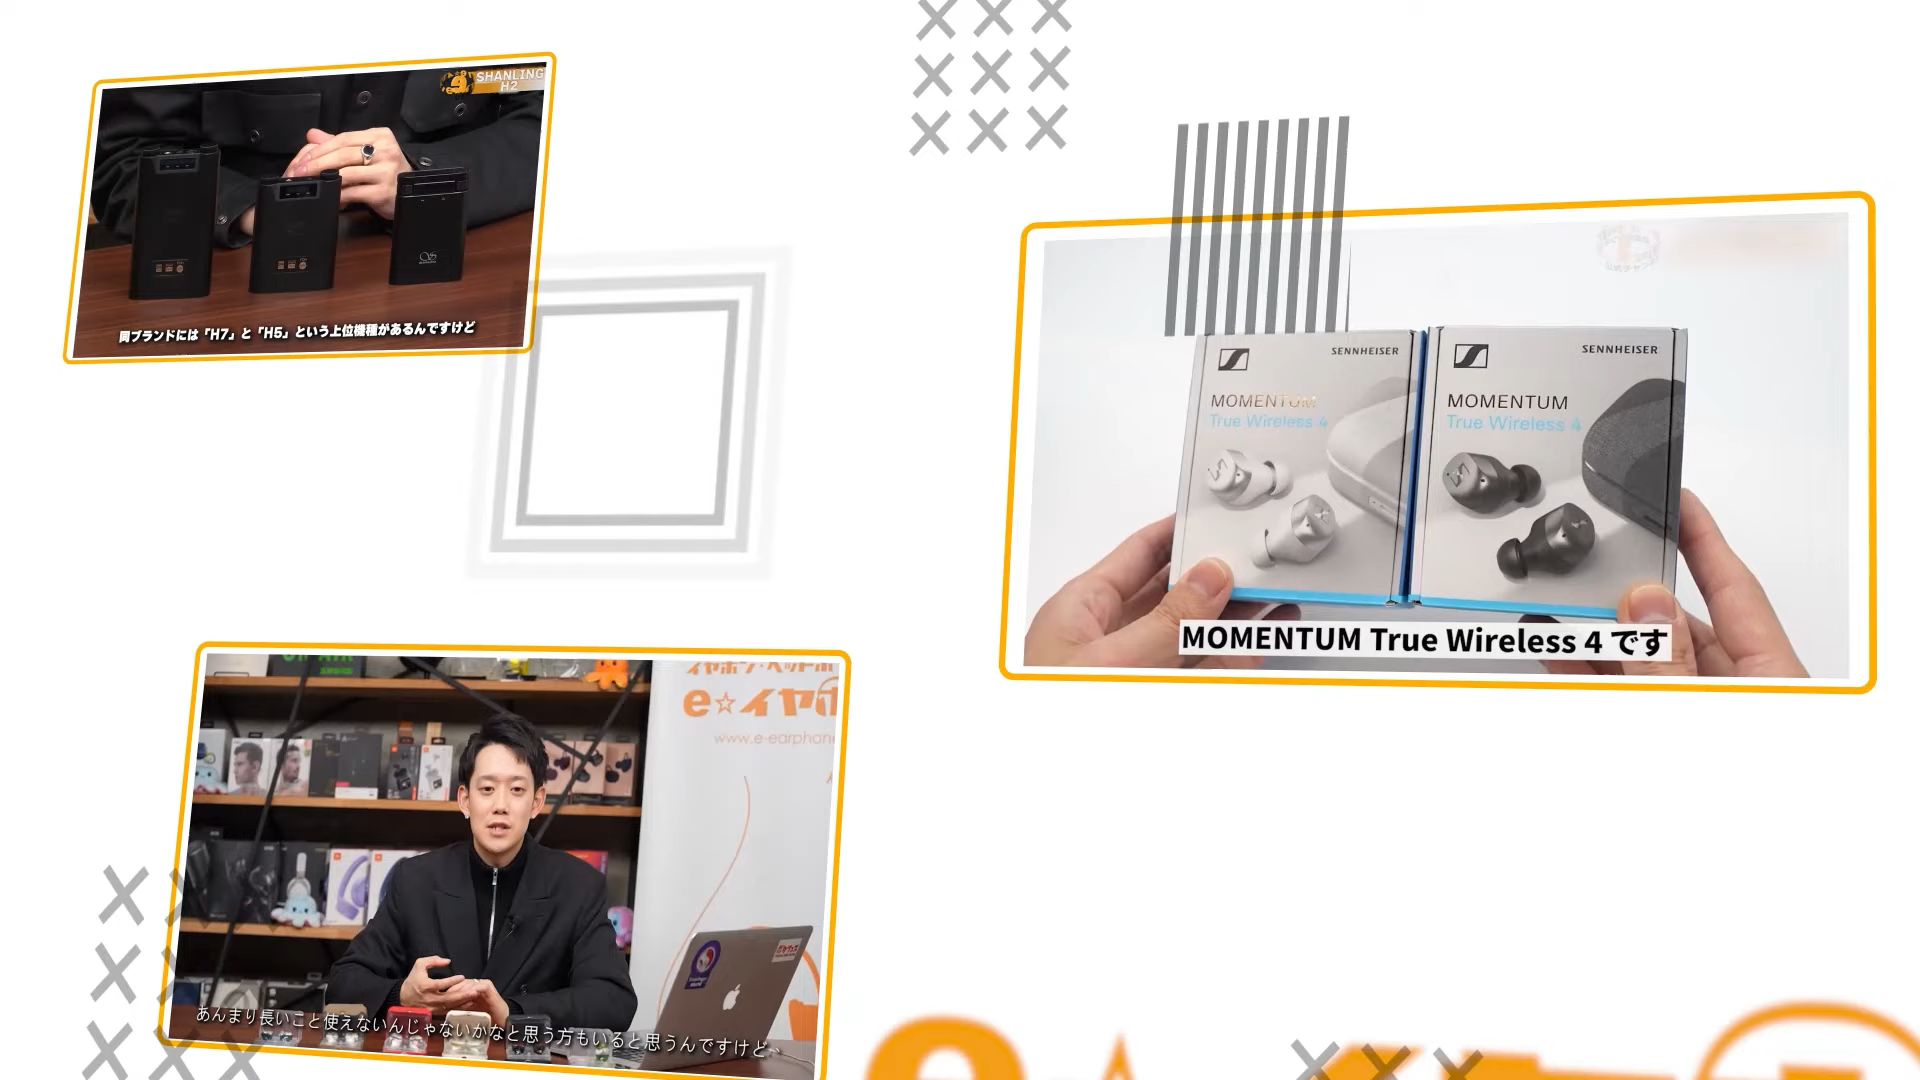 SHANLING
H2
同ブランドには「H7」と「H5」という上位機種があるんですけど
SENNHEISER
MOMENTUM
True Wireless 4
SENNHEISER
MOMENTUM
True Wireless 4
MOMENTUM True Wireless 4 です
e☆イヤホ
www.e-earphone
あんまり長いこと使えないんじゃないかなと思う方もいると思うんですけど、